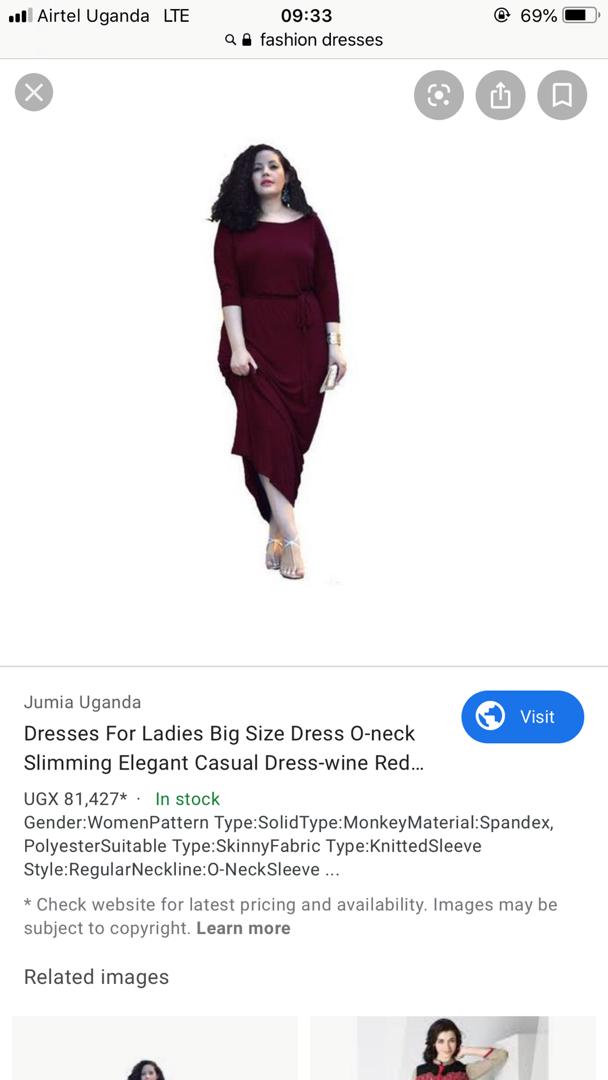 Airtel Uganda LTE 09:33 69%
fashion dresses
Jumia Uganda
Visit
Dresses For Ladies Big Size Dress O-neck
Slimming Elegant Casual Dress-wine Red...
UGX 81,427* · In stock
Gender:WomenPattern Type:SolidType:MonkeyMaterial:Spandex,
PolyesterSuitable Type:SkinnyFabric Type:KnittedSleeve
Style:RegularNeckline:O-NeckSleeve ...
* Check website for latest pricing and availability. Images may be
subject to copyright. Learn more
Related images